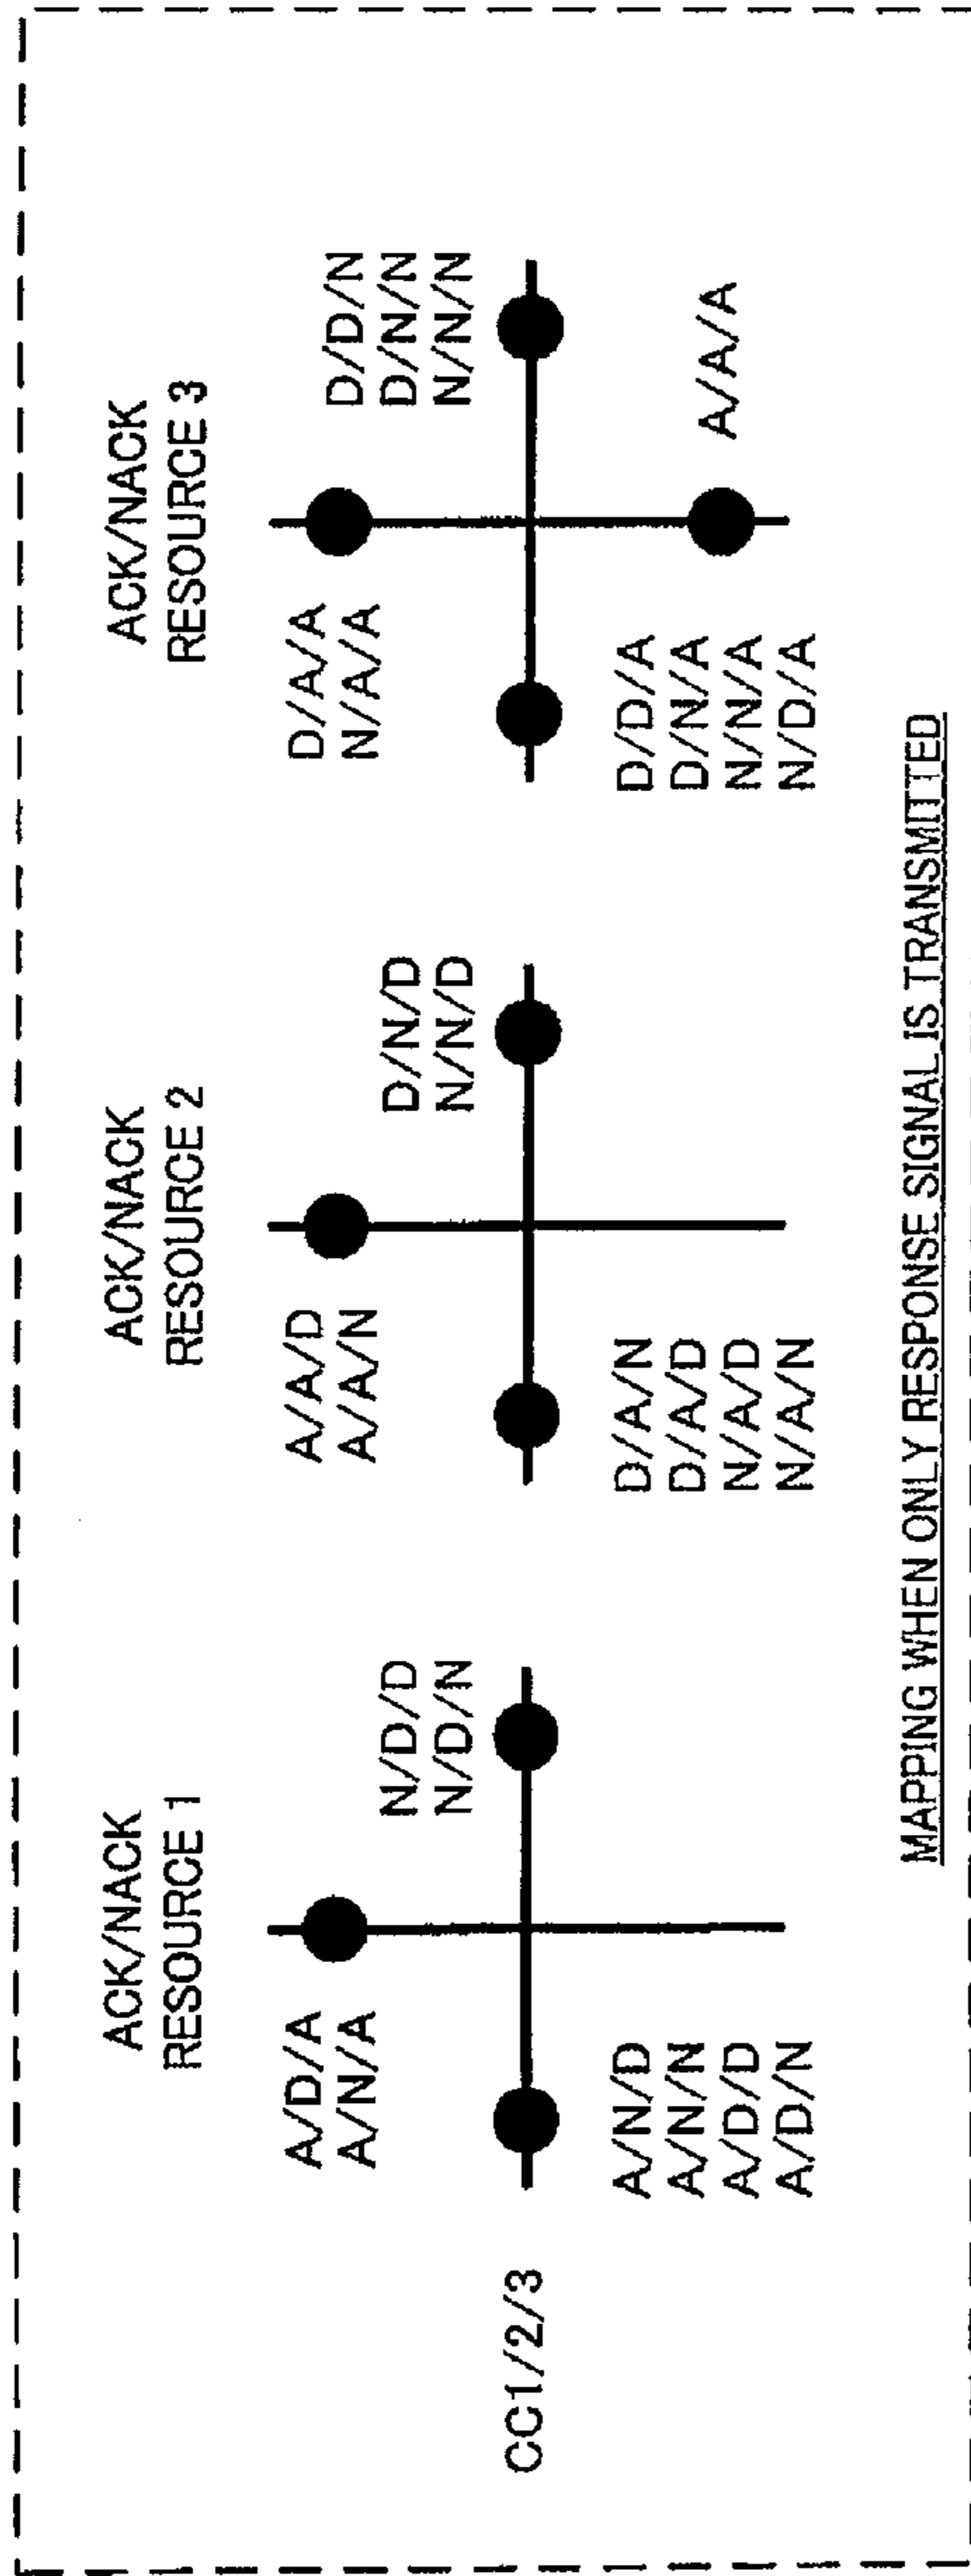 ACK/NACK
RESOURCE 1
A/D/A
A/N/A
N/D/D
N/D/N
CC1/2/3
A/N/D
A/N/N
A/D/D
A/D/N
ACK/NACK
RESOURCE 2
A/A/D
A/A/N
D/N/D
N/N/D
D/A/N
D/A/D
N/A/D
N/A/N
ACK/NACK
RESOURCE 3
D/A/A
N/A/A
D/D/N
D/N/N
N/N/N
D/D/A
D/N/A
N/N/A
N/D/A
A/A/A
MAPPING WHEN ONLY RESPONSE SIGNAL IS TRANSMITTED